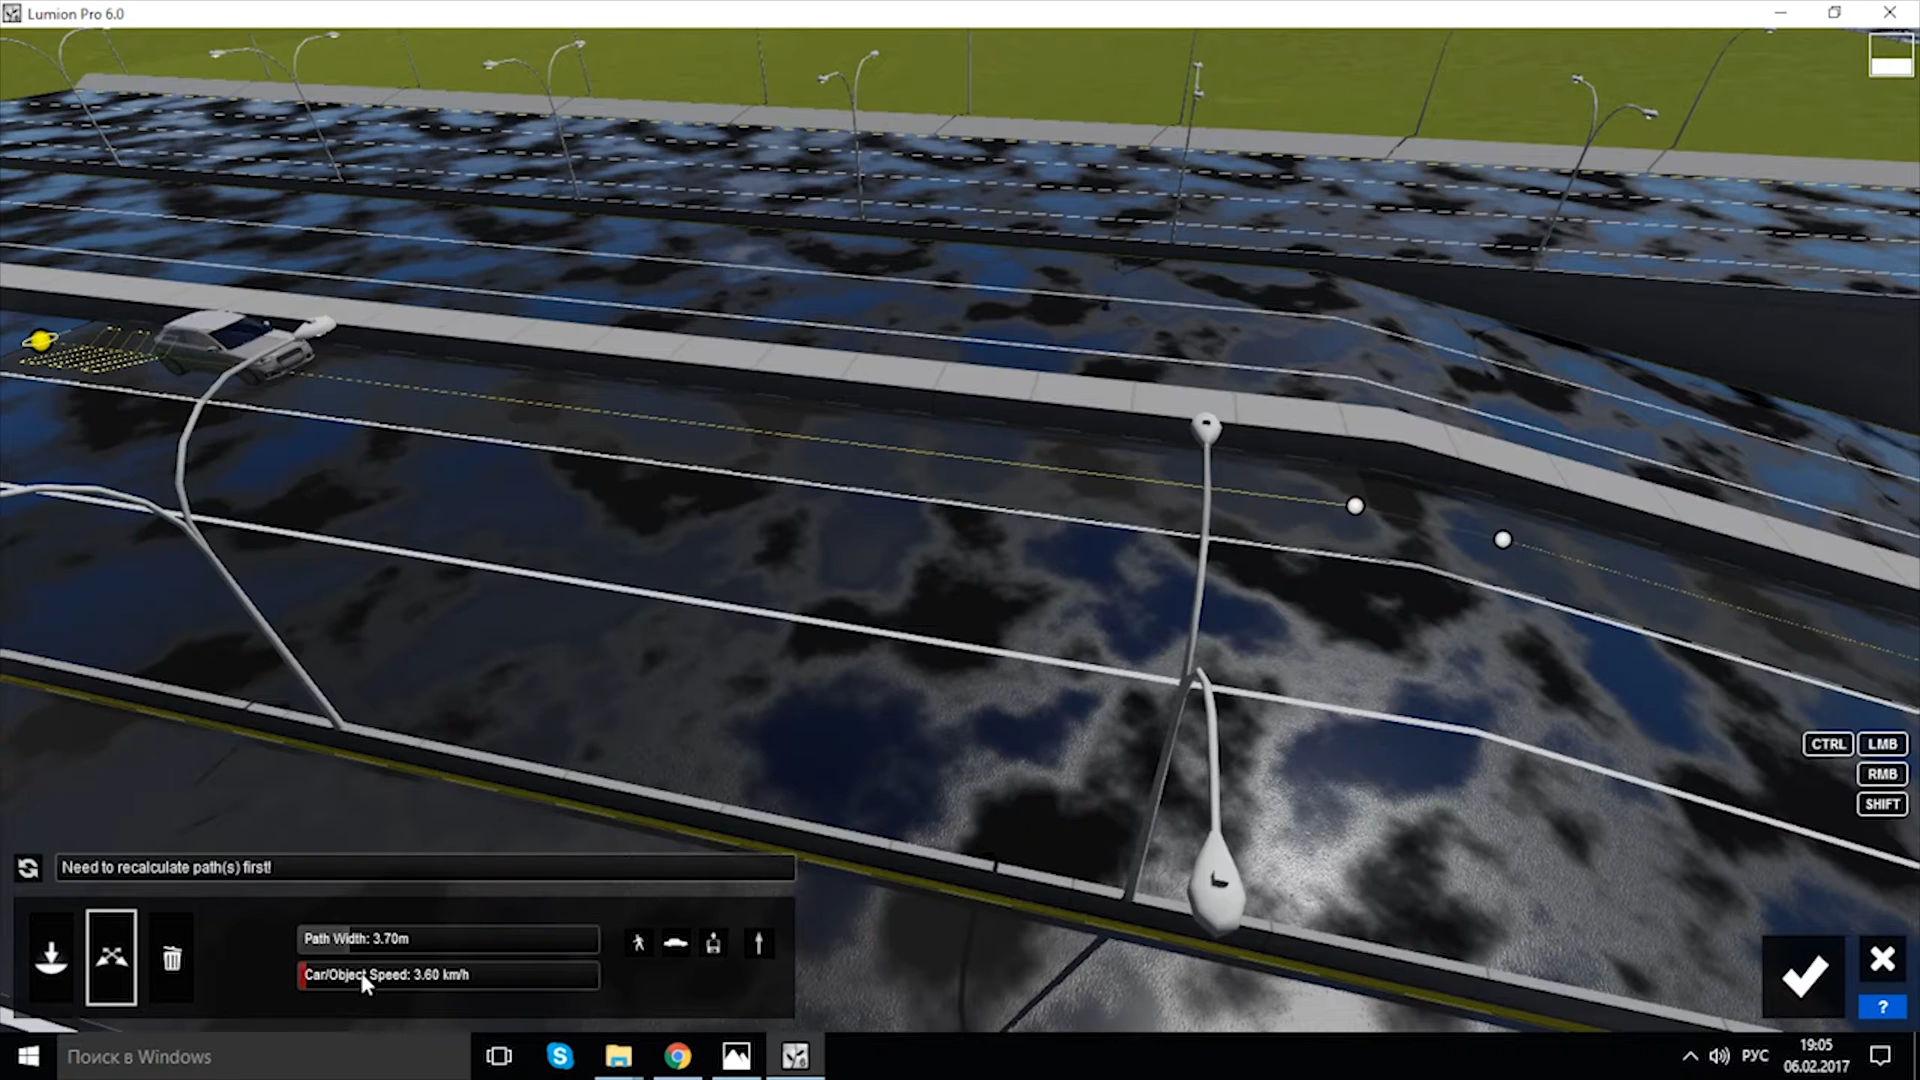 Lumion Pro 6.0
CTRL LMB
RMB
SHIFT
Need to recalculate path(s) first!
Path Width: 3.70m
Car/Object Speed: 3.60 km/h
?
Поиск в Windows
РУС
19:05
06.02.2017